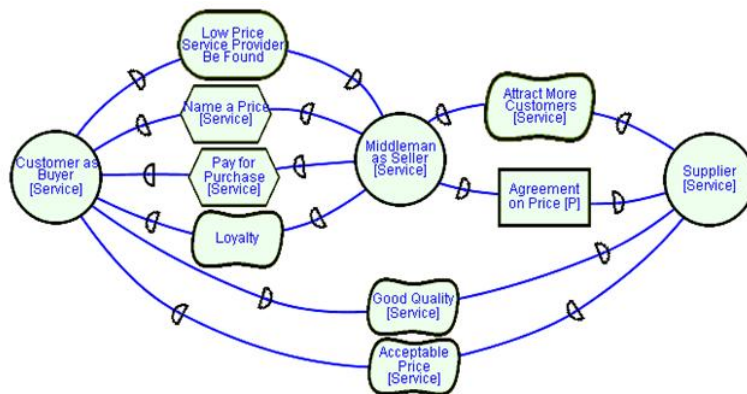 Low Price
Service Provider
Be Found
Name a Price
[Service]
Attract More
Customers
[Service]
Customer as
Buyer
[Service]
Pay for
Purchase
[Service]
Middleman
as Seller
[Service]
Supplier
[Service]
Agreement
on Price [P]
Loyalty
Good Quality
[Service]
Acceptable
Price
[Service]